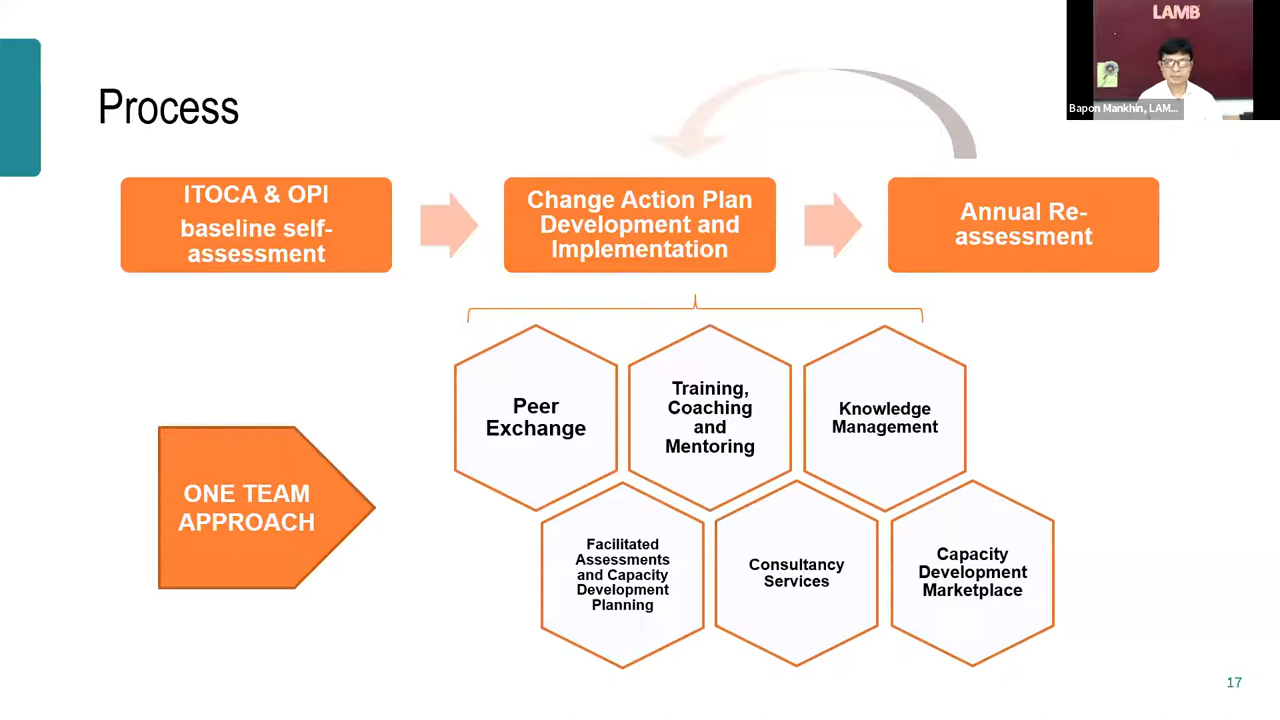 LAMB
Bapon Mankhin, LAM...
Process
ITOCA & OPI
baseline self-
assessment
Change Action Plan
Development and
Implementation
Annual Re-
assessment
Peer
Exchange
Training,
Coaching
and
Mentoring
Knowledge
Management
ONE TEAM
APPROACH
Facilitated
Assessments
and Capacity
Development
Planning
Consultancy
Services
Capacity
Development
Marketplace
17